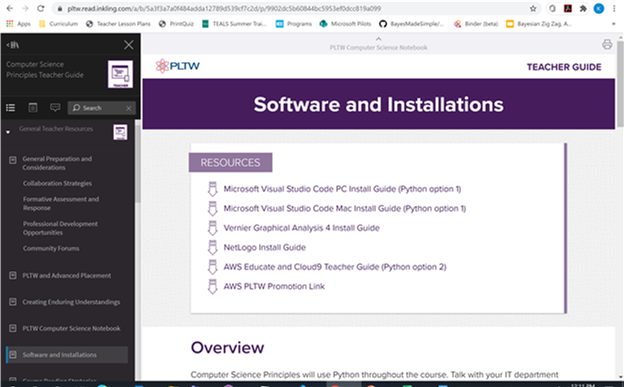 pltw.read.inkling.com/a/b/5a3f3a7a0f484adda12789d539cf7c2d/p/9902dc5b60844bc5953ef0dcc819a099
Apps
Curriculum
Teacher Lesson Plans
PrintQuiz
TEALS Summer Trai...
Keys
Programs
Microsoft Pilots
BayesMadeSimple/...
Binder (beta)
Bayesian Zig Zag, A...
PLTW Computer Science Notebook
Computer Science
Principles Teacher Guide
TEACHER
Search
General Teacher Resources
General Preparation and
Considerations
Collaboration Strategies
Formative Assessment and
Response
Professional Development
Opportunities
Community Forums
PLTW and Advanced Placement
Creating Enduring Understandings
PLTW Computer Science Notebook
Software and Installations
PLTW
TEACHER GUIDE
Software and Installations
RESOURCES
Microsoft Visual Studio Code PC Install Guide (Python option 1)
Microsoft Visual Studio Code Mac Install Guide (Python option 1)
Vernier Graphical Analysis 4 Install Guide
NetLogo Install Guide
AWS Educate and Cloud9 Teacher Guide (Python option 2)
AWS PLTW Promotion Link
Overview
Computer Science Principles will use Python throughout the course. Talk with your IT department